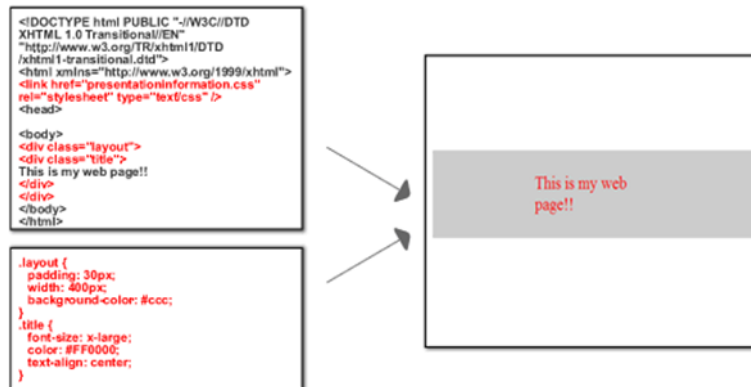 <!DOCTYPE html PUBLIC "-//W3C//DTD
XHTML 1.0 Transitional//EN"
"http://www.w3.org/TR/xhtml1/DTD
/xhtml1-transitional.dtd">
<html xmlns="http://www.w3.org/1999/xhtml">
<link href="presentationinformation.css"
rel="stylesheet" type="text/css" />
<head>
<body>
<div class="layout">
<div class="title">
This is my web page!!
</div>
</div>
</body>
</html>
.layout {
padding: 30px;
width: 400px;
background-color: #ccc;
}
.title {
font-size: x-large;
color: #FF0000;
text-align: center;
}
This is my web
page!!